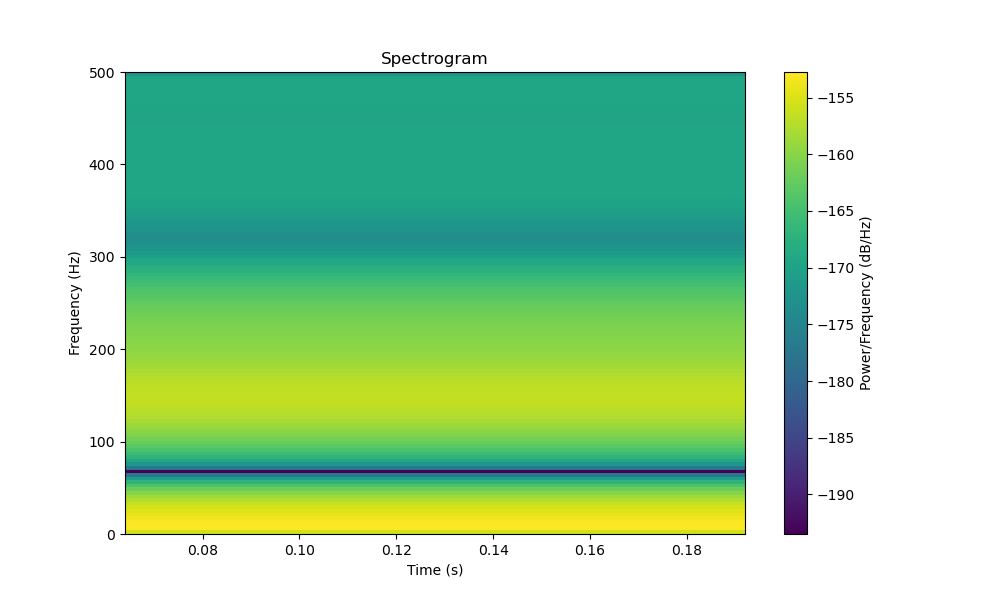 Spectrogram
500
400
300
200
100
0
Frequency (Hz)
0.08 0.10 0.12 0.14 0.16 0.18
Time (s)
−155
−160
−165
−170
−175
−180
−185
−190
Power/Frequency (dB/Hz)